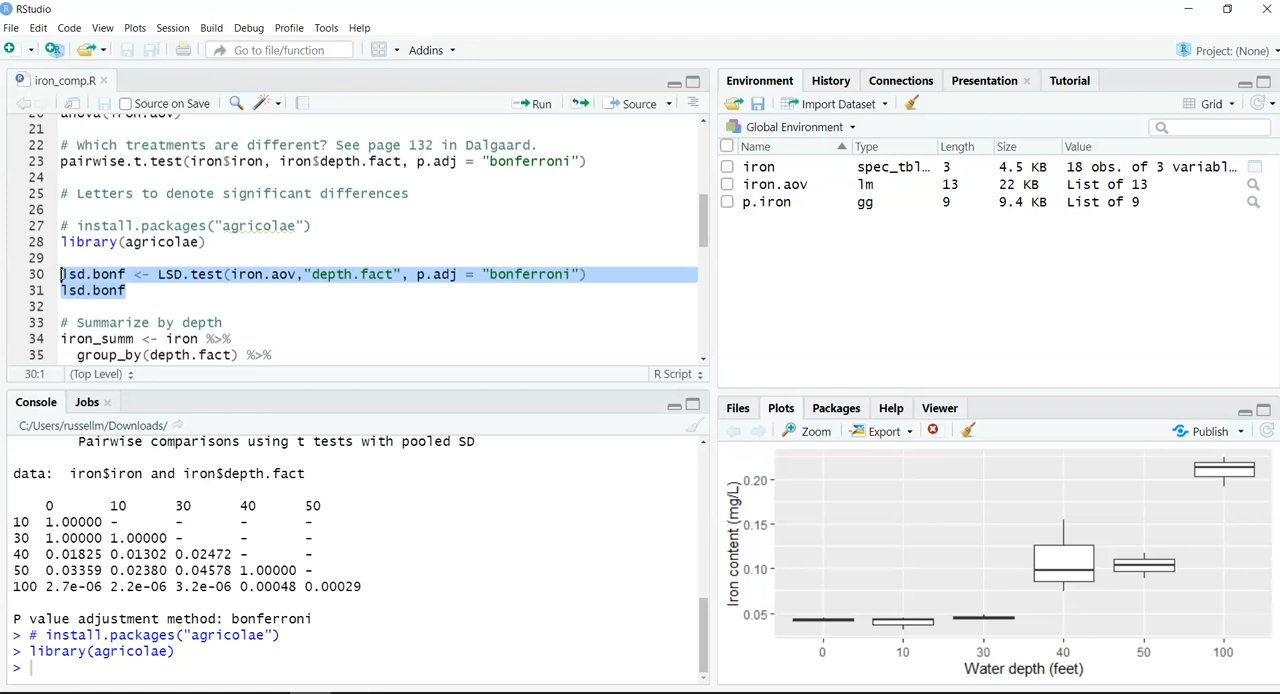 RStudio
File Edit Code View Plots Session Build Debug Profile Tools Help
Go to file/function Addins Project: (None)
iron_comp.R
Source on Save Run Source
20 anova(iron.aov)
21
22 # Which treatments are different? See page 132 in Dalgaard.
23 pairwise.t.test(iron$iron, iron$depth.fact, p.adj = "bonferroni")
24
25 # Letters to denote significant differences
26
27 # install.packages("agricolae")
28 library(agricolae)
29
30 lsd.bonf <- LSD.test(iron.aov,"depth.fact", p.adj = "bonferroni")
31 lsd.bonf
32
33 # Summarize by depth
34 iron_summ <- iron %>%
35 group_by(depth.fact) %>%
30:1 (Top Level) R Script
Console Jobs
C:/Users/russellm/Downloads/
Pairwise comparisons using t tests with pooled SD
data: iron$iron and iron$depth.fact
0 10 30 40 50
10 1.00000 - - - -
30 1.00000 1.00000 - - -
40 0.01825 0.01302 0.02472 - -
50 0.03359 0.02380 0.04578 1.00000 -
100 2.7e-06 2.2e-06 3.2e-06 0.00048 0.00029
P value adjustment method: bonferroni
> # install.packages("agricolae")
> library(agricolae)
>
Environment History Connections Presentation Tutorial
Import Dataset Grid
Global Environment
Name Type Length Size Value
iron spec_tbl… 3 4.5 KB 18 obs. of 3 variabl…
iron.aov lm 13 22 KB List of 13
p.iron gg 9 9.4 KB List of 9
Files Plots Packages Help Viewer
Zoom Export Publish
Iron content (mg/L)
0.20
0.15
0.10
0.05
0 10 30 40 50 100
Water depth (feet)